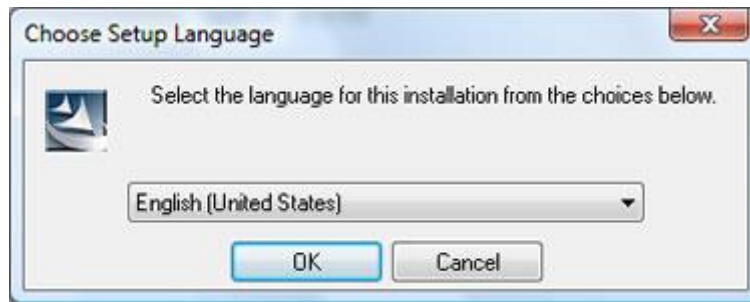 Choose Setup Language
Select the language for this installation from the choices below.
English (United States)
OK
Cancel